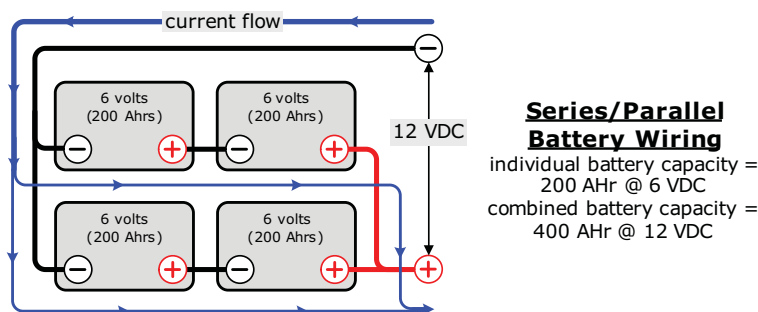 current flow
6 volts
(200 Ahrs)
6 volts
(200 Ahrs)
12 VDC
6 volts
(200 Ahrs)
6 volts
(200 Ahrs)
Series/Parallel
Battery Wiring
individual battery capacity =
200 AHr @ 6 VDC
combined battery capacity =
400 AHr @ 12 VDC